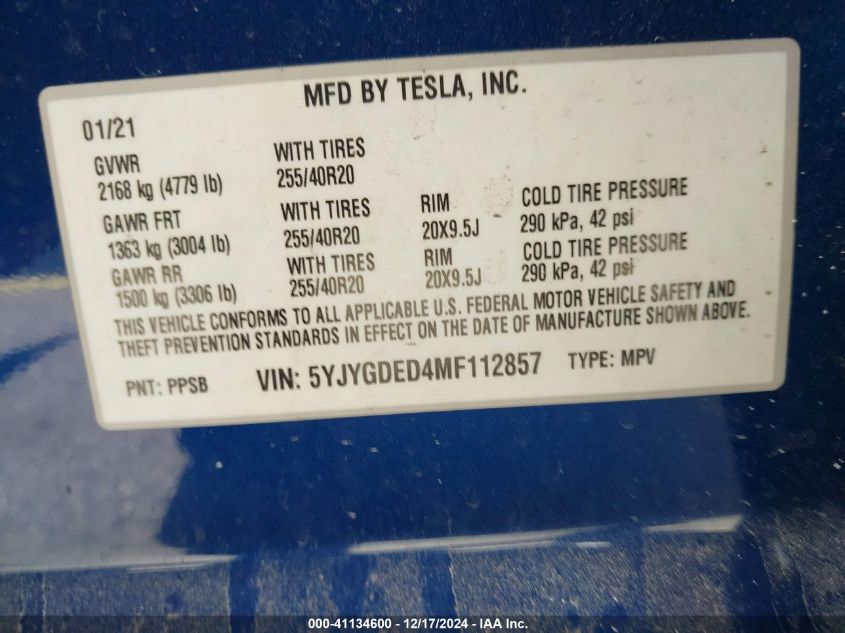 MFD BY TESLA, INC.
01/21
GVWR WITH TIRES
2168 kg (4779 lb) 255/40R20
GAWR FRT WITH TIRES RIM COLD TIRE PRESSURE
1363 kg (3004 lb) 255/40R20 20X9.5J 290 kPa, 42 psi
GAWR RR WITH TIRES RIM COLD TIRE PRESSURE
1500 kg (3306 lb) 255/40R20 20X9.5J 290 kPa, 42 psi
THIS VEHICLE CONFORMS TO ALL APPLICABLE U.S. FEDERAL MOTOR VEHICLE SAFETY AND
THEFT PREVENTION STANDARDS IN EFFECT ON THE DATE OF MANUFACTURE SHOWN ABOVE.
PNT: PPSB VIN: 5YJYGDED4MF112857 TYPE: MPV
000-41134600 / 12/17/2024 - IAA Inc.